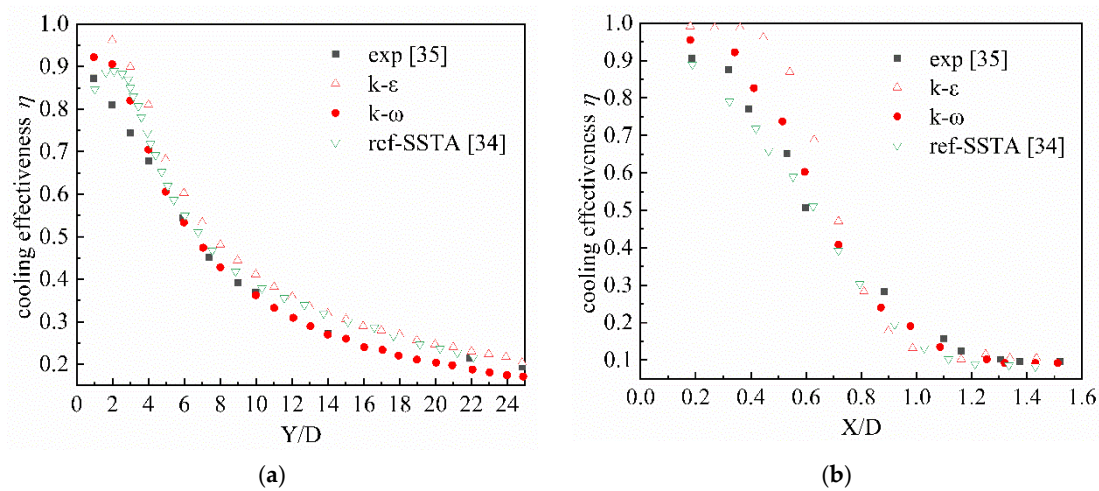 1.0
0.9
0.8
0.7
0.6
0.5
0.4
0.3
0.2
cooling effectiveness η
exp [35]
k-ε
k-ω
ref-SSTA [34]
0 2 4 6 8 10 12 14 16 18 20 22 24
Y/D
(a)
1.0
0.9
0.8
0.7
0.6
0.5
0.4
0.3
0.2
0.1
cooling effectiveness η
exp [35]
k-ε
k-ω
ref-SSTA [34]
0.0 0.2 0.4 0.6 0.8 1.0 1.2 1.4 1.6
X/D
(b)